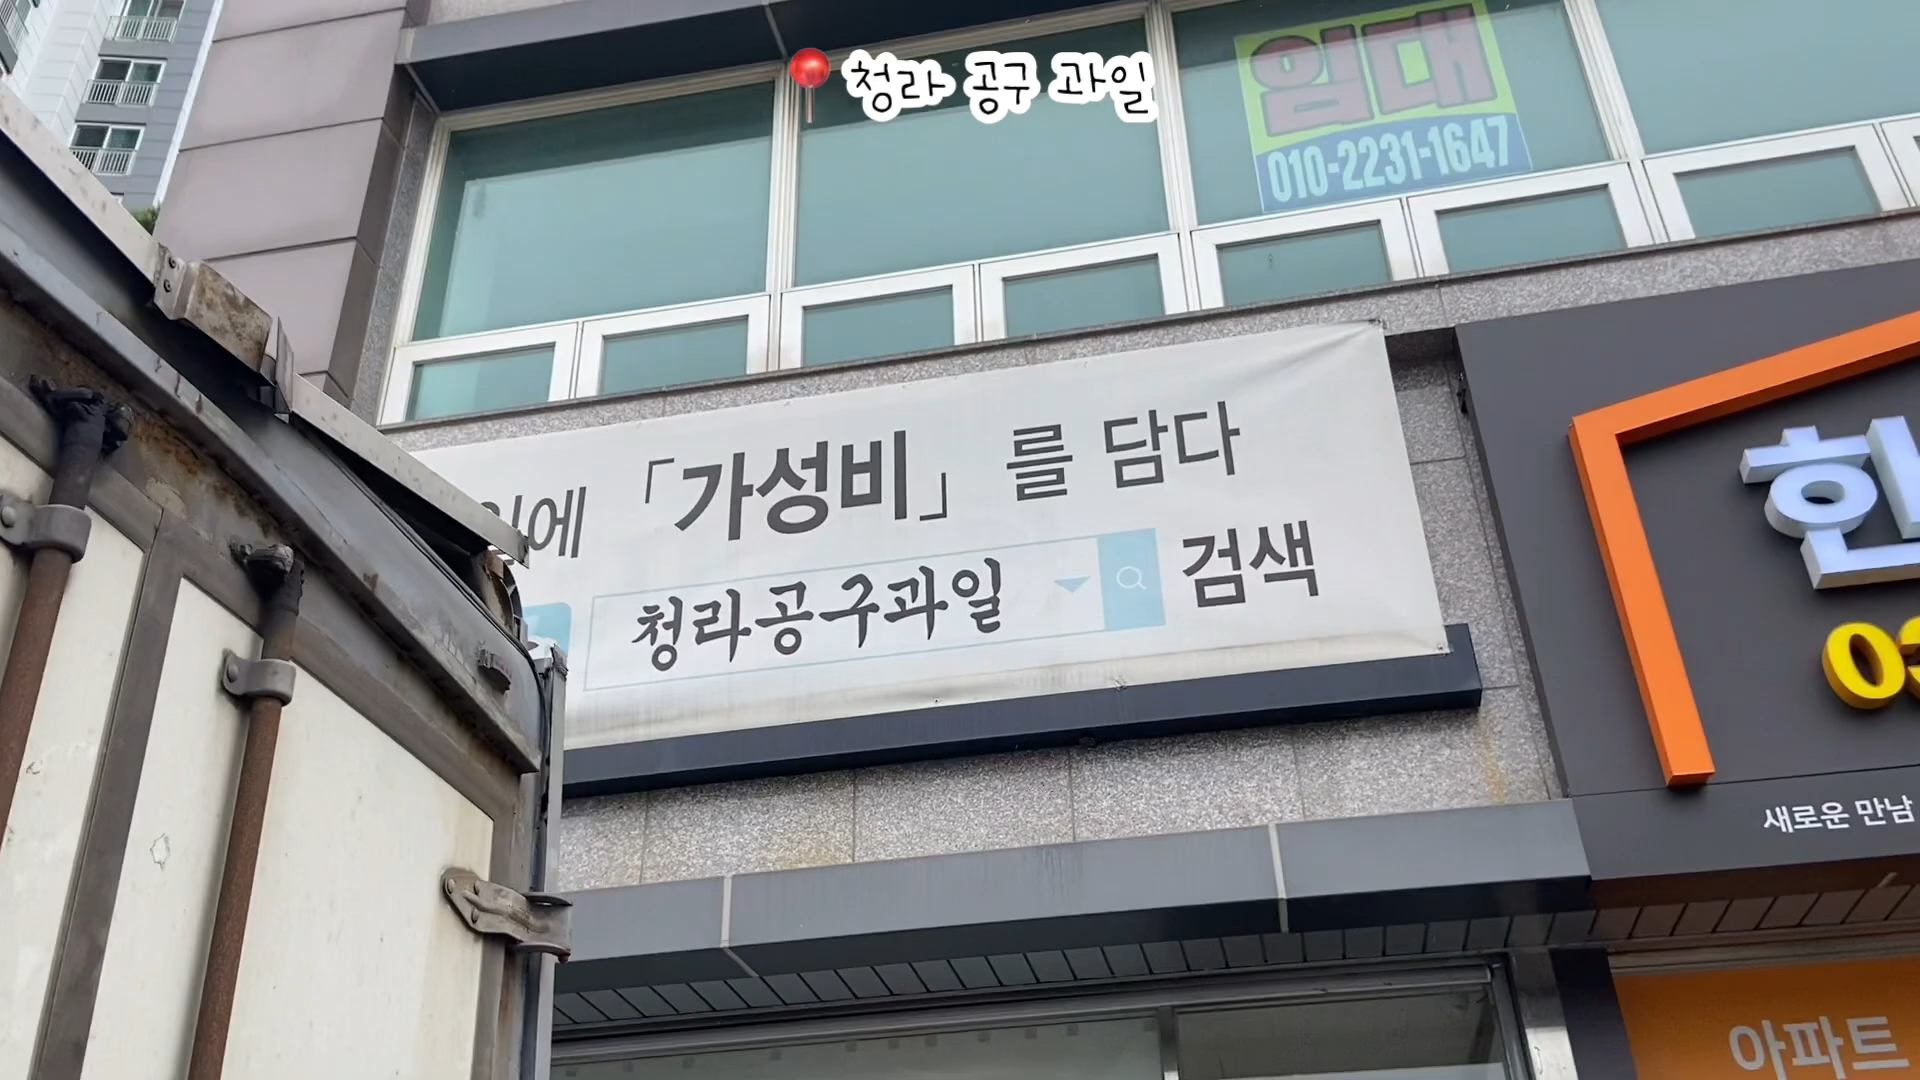 청라 공구 과일
임대
010-2231-1647
「가성비」를 담다
청라공구과일 검색
새로운 만남
아파트